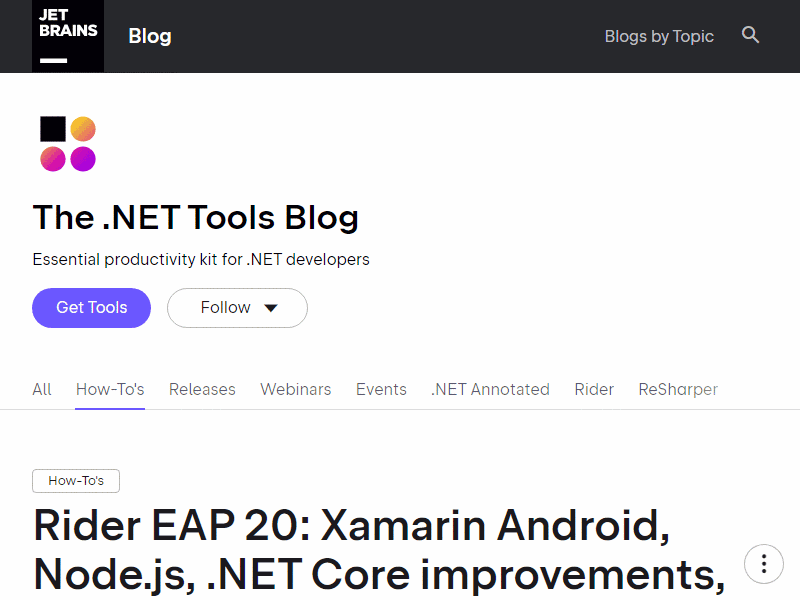 JET
BRAINS
Blog
Blogs by Topic
The .NET Tools Blog
Essential productivity kit for .NET developers
Get Tools
Follow
All How-To's Releases Webinars Events .NET Annotated Rider ReSharper
How-To's
Rider EAP 20: Xamarin Android,
Node.js, .NET Core improvements,